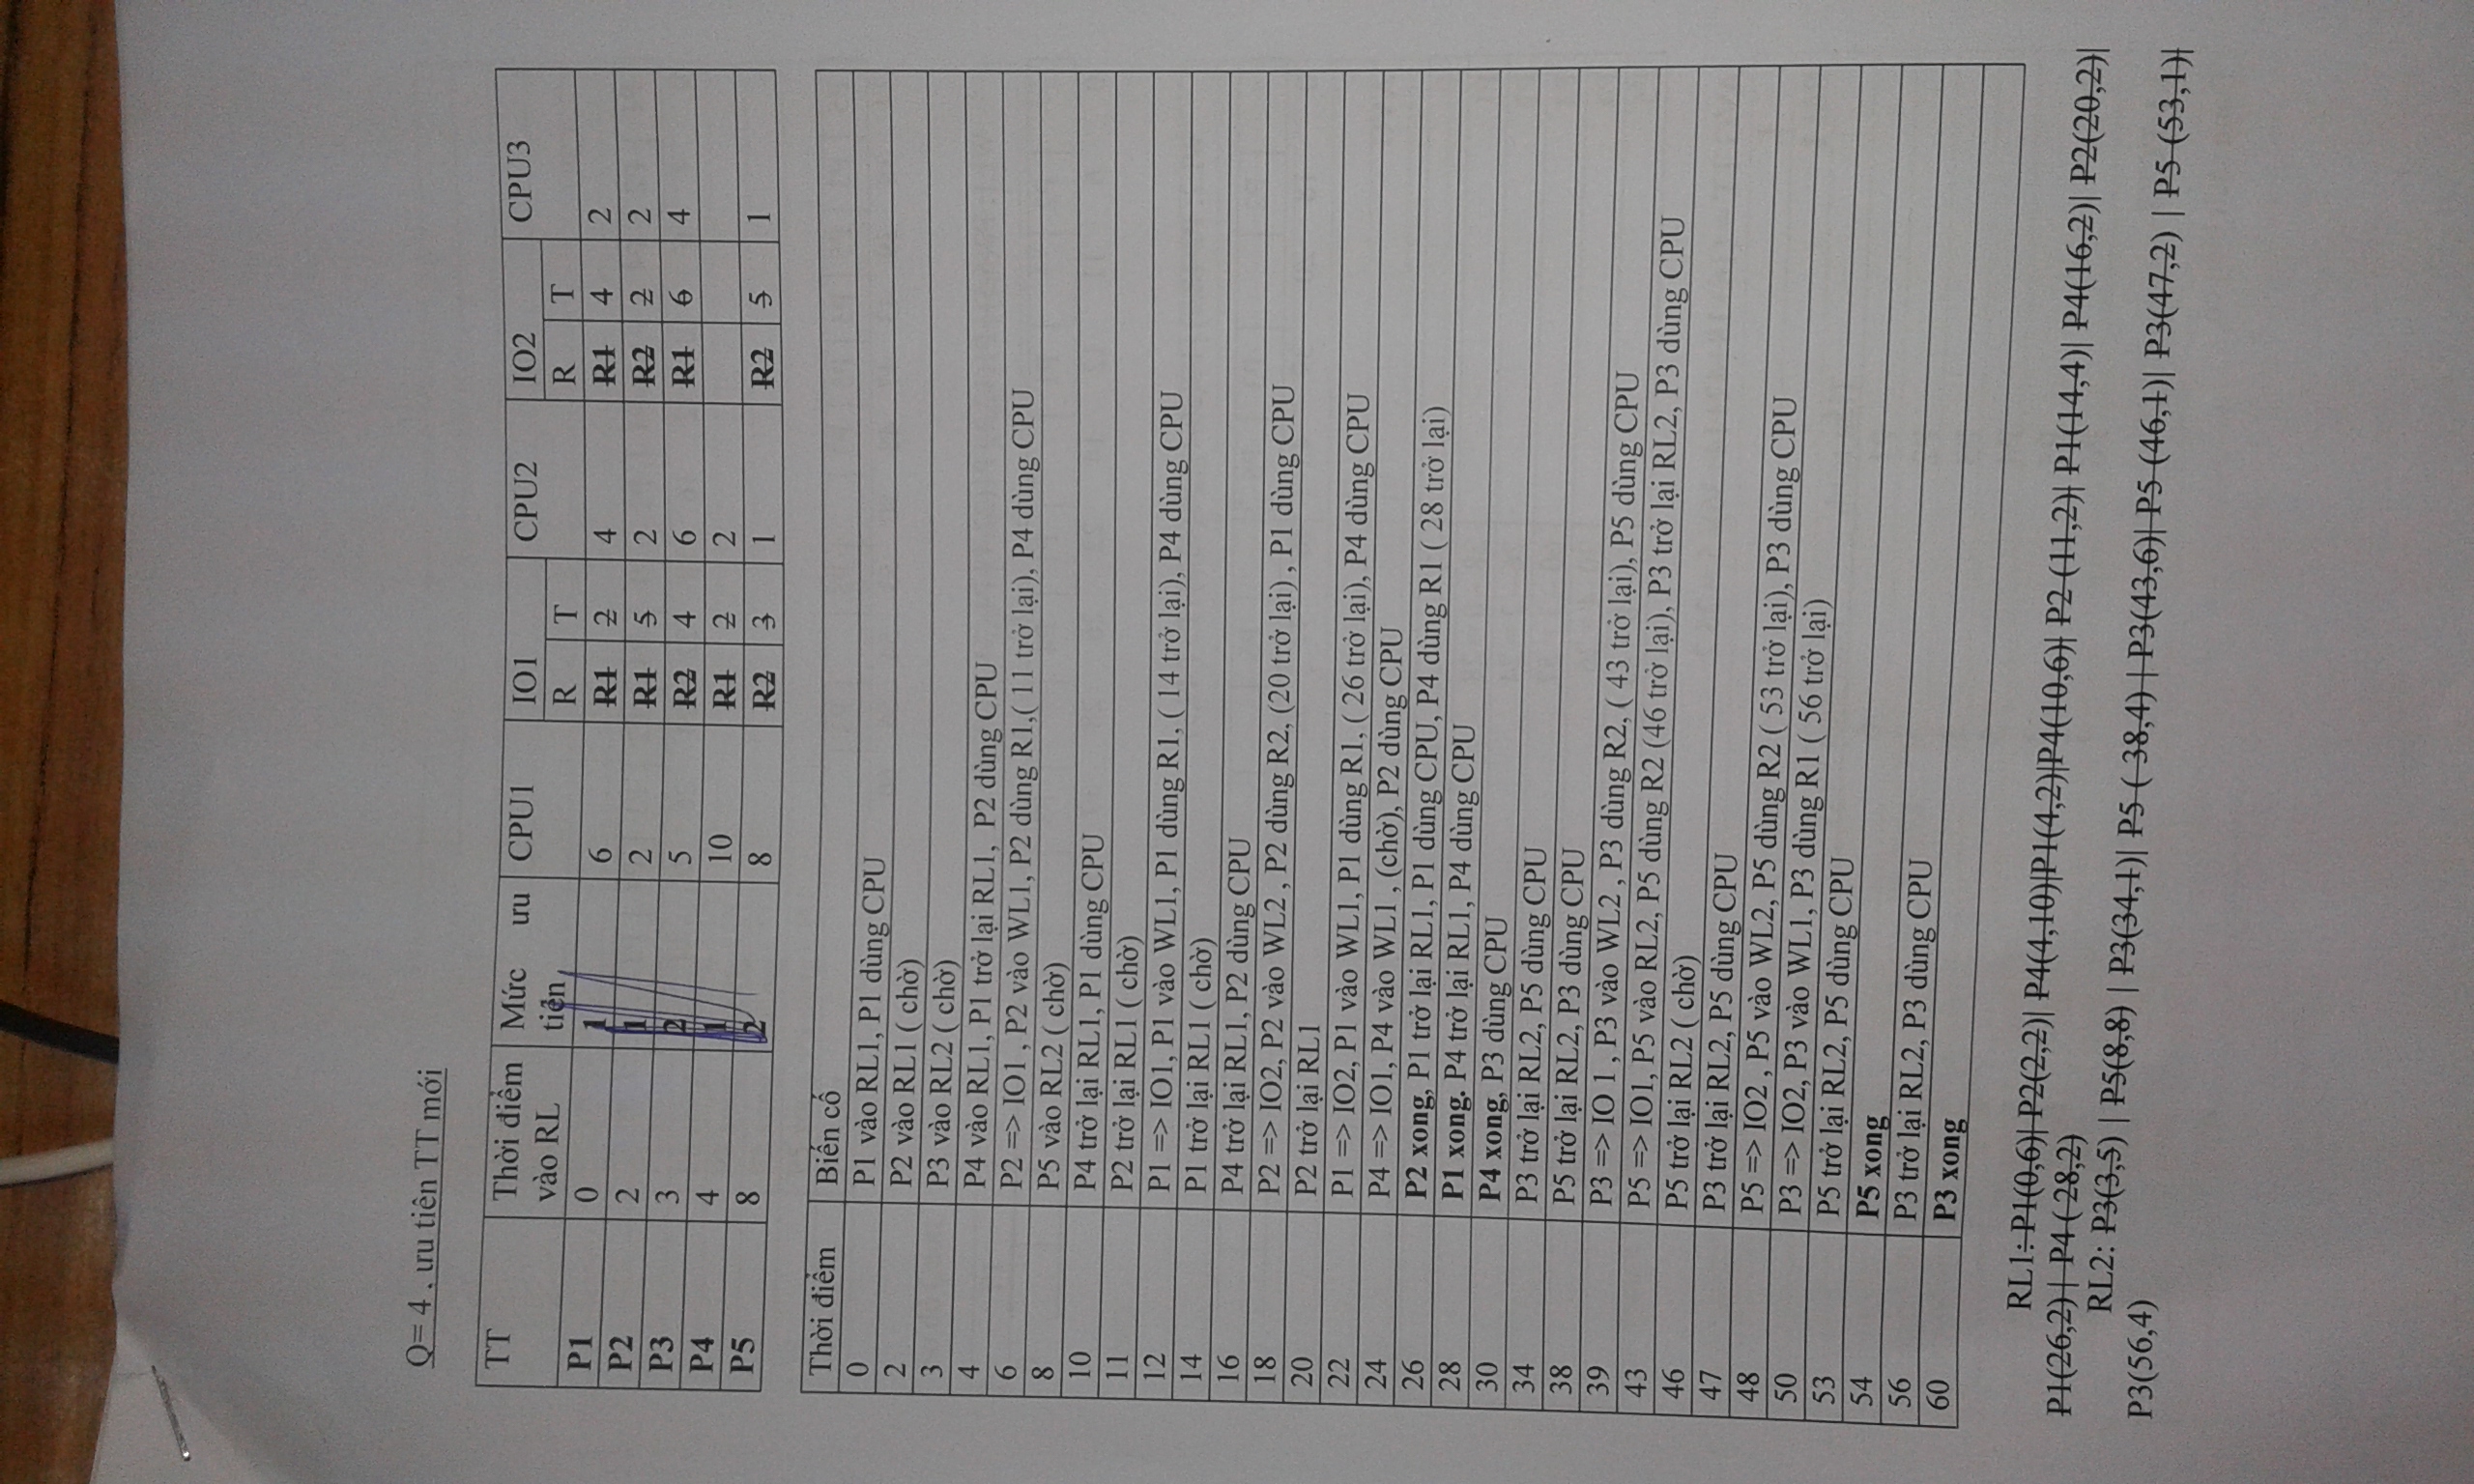 Q= 4 , ưu tiên TT mới
TT Thời điểm vào RL Mức ưu tiên CPU1 IO1 CPU2 IO2 CPU3
R T R T
P1 0 1 6 R1 2 4 R1 4 2
P2 2 1 2 R1 5 2 R2 2 2
P3 3 2 5 R2 4 6 R1 6 4
P4 4 1 10 R1 2 2
P5 8 2 8 R2 3 1 R2 5 1
Thời điểm Biến cố
0 P1 vào RL1, P1 dùng CPU
2 P2 vào RL1 ( chờ)
3 P3 vào RL2 ( chờ)
4 P4 vào RL1, P1 trở lại RL1, P2 dùng CPU
6 P2 => IO1 , P2 vào WL1, P2 dùng R1,( 11 trở lại), P4 dùng CPU
8 P5 vào RL2 ( chờ)
10 P4 trở lại RL1, P1 dùng CPU
11 P2 trở lại RL1 ( chờ)
12 P1 => IO1, P1 vào WL1, P1 dùng R1, ( 14 trở lại), P4 dùng CPU
14 P1 trở lại RL1 ( chờ)
16 P4 trở lại RL1, P2 dùng CPU
18 P2 => IO2, P2 vào WL2 , P2 dùng R2, (20 trở lại) , P1 dùng CPU
20 P2 trở lại RL1
22 P1 => IO2, P1 vào WL1, P1 dùng R1, ( 26 trở lại), P4 dùng CPU
24 P4 => IO1, P4 vào WL1 , (chờ), P2 dùng CPU
26 P2 xong, P1 trở lại RL1, P1 dùng CPU, P4 dùng R1 ( 28 trở lại)
28 P1 xong. P4 trở lại RL1, P4 dùng CPU
30 P4 xong, P3 dùng CPU
34 P3 trở lại RL2, P5 dùng CPU
38 P5 trở lại RL2, P3 dùng CPU
39 P3 => IO 1 , P3 vào WL2 , P3 dùng R2, ( 43 trở lại), P5 dùng CPU
43 P5 => IO1, P5 vào RL2, P5 dùng R2 (46 trở lại), P3 trở lại RL2, P3 dùng CPU
46 P5 trở lại RL2 ( chờ)
47 P3 trở lại RL2, P5 dùng CPU
48 P5 => IO2 , P5 vào WL2, P5 dùng R2 ( 53 trở lại), P3 dùng CPU
50 P3 => IO2, P3 vào WL1, P3 dùng R1 ( 56 trở lại)
53 P5 trở lại RL2, P5 dùng CPU
54 P5 xong
56 P3 trở lại RL2, P3 dùng CPU
60 P3 xong
RL1: P1(0,6)| P2(2,2)| P4(4,10)|P1(4,2)|P4(10,6)| P2 (11,2)| P1(14,4)| P4(16,2)| P2(20,2)|
P1(26,2)| P4 ( 28,2)
RL2: P3(3,5) | P5(8,8) | P3(34,1)| P5 ( 38,4) | P3(43,6)| P5 (46,1)| P3(47,2) | P5 (53,1)|
P3(56,4)